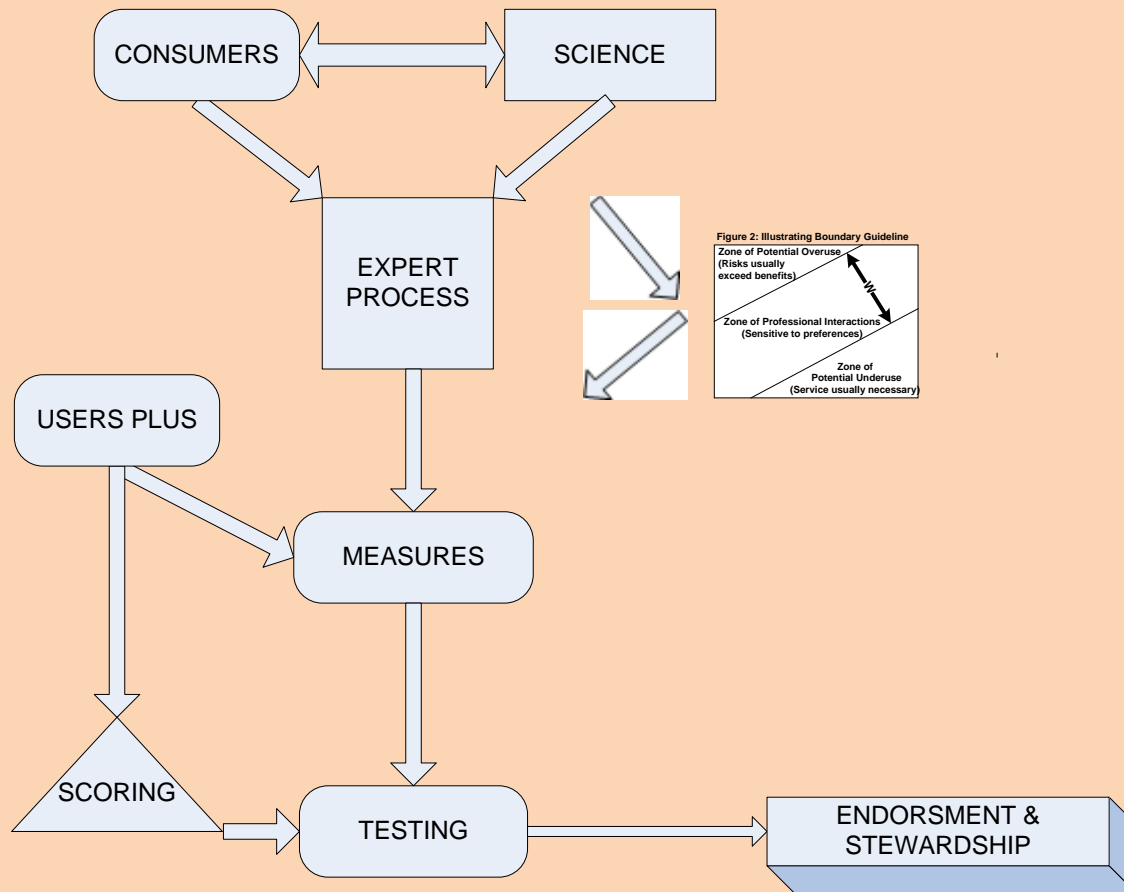 CONSUMERS
SCIENCE
EXPERT
PROCESS
Figure 2: Illustrating Boundary Guideline
Zone of Potential Overuse
(Risks usually
exceed benefits)
W
Zone of Professional Interactions
(Sensitive to preferences)
Zone of
Potential Underuse
(Service usually necessary)
USERS PLUS
MEASURES
SCORING
TESTING
ENDORSMENT &
STEWARDSHIP